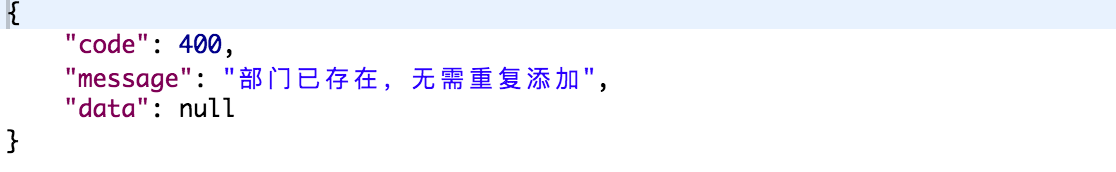 {
    "code": 400,
    "message": "部门已存在，无需重复添加",
    "data": null
}